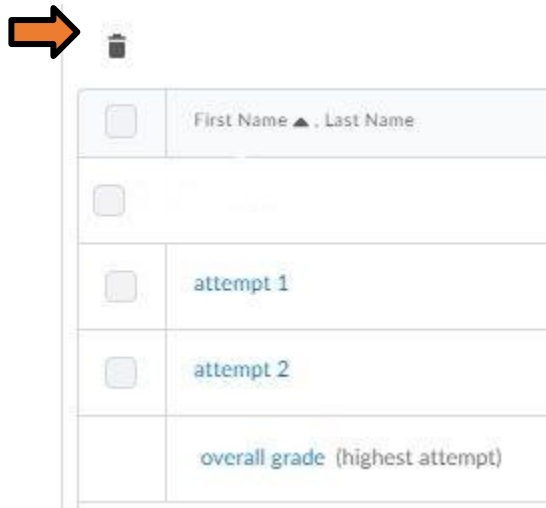 First Name ▲ , Last Name
attempt 1
attempt 2
overall grade (highest attempt)